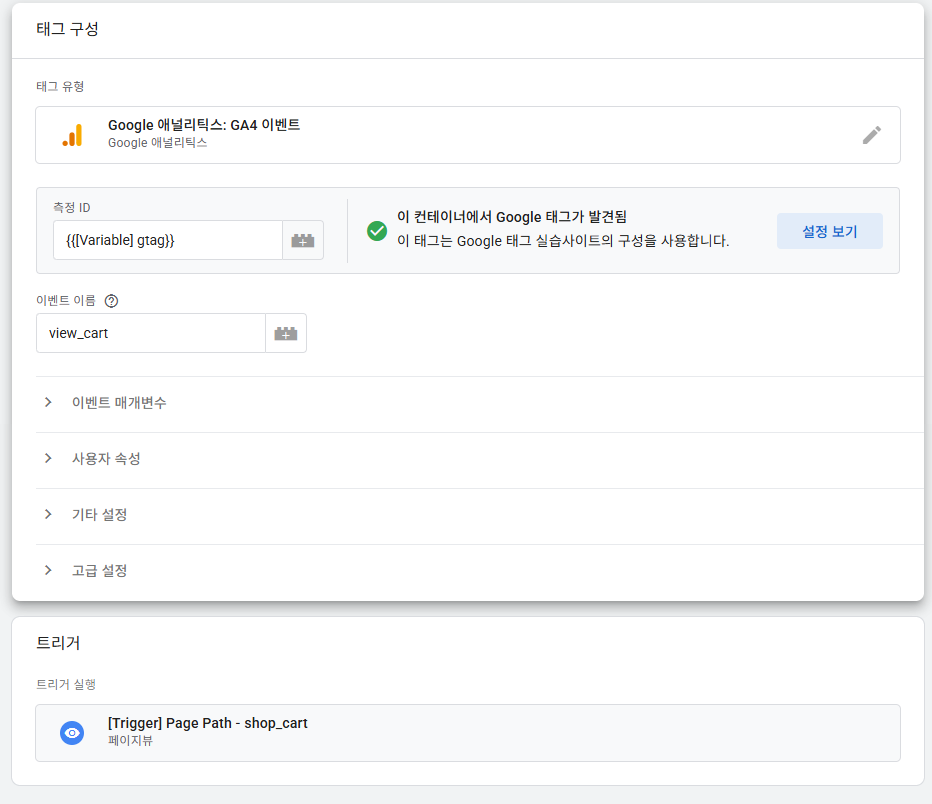 태그 구성
태그 유형
Google 애널리틱스: GA4 이벤트
Google 애널리틱스
측정 ID
{{[Variable] gtag}}
이 컨테이너에서 Google 태그가 발견됨
이 태그는 Google 태그 실습사이트의 구성을 사용합니다.
설정 보기
이벤트 이름 ?
view_cart
이벤트 매개변수
사용자 속성
기타 설정
고급 설정
트리거
트리거 실행
[Trigger] Page Path - shop_cart
페이지뷰